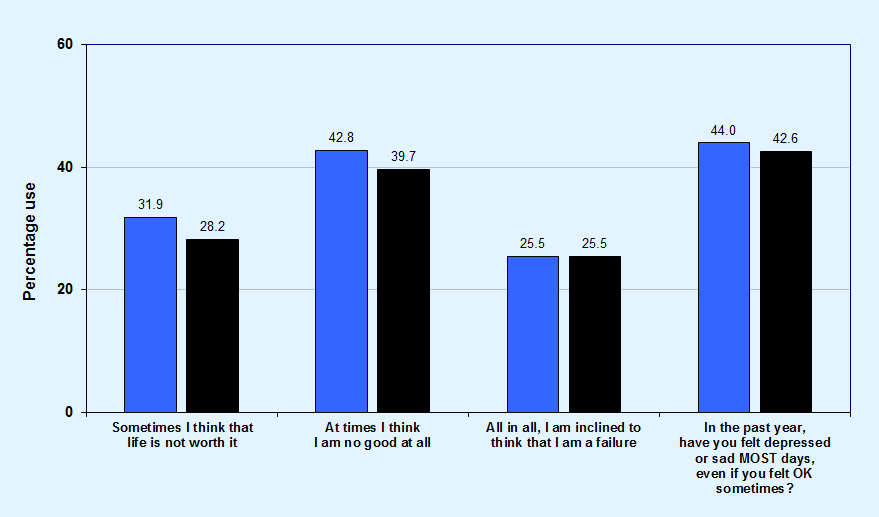 60
42.8
44.0
42.6
39.7
40
31.9
28.2
25.5
25.5
20
0
Percentage use
Sometimes I think that
life is not worth it
At times I think
I am no good at all
All in all, I am inclined to
think that I am a failure
In the past year,
have you felt depressed
or sad MOST days,
even if you felt OK
sometimes?